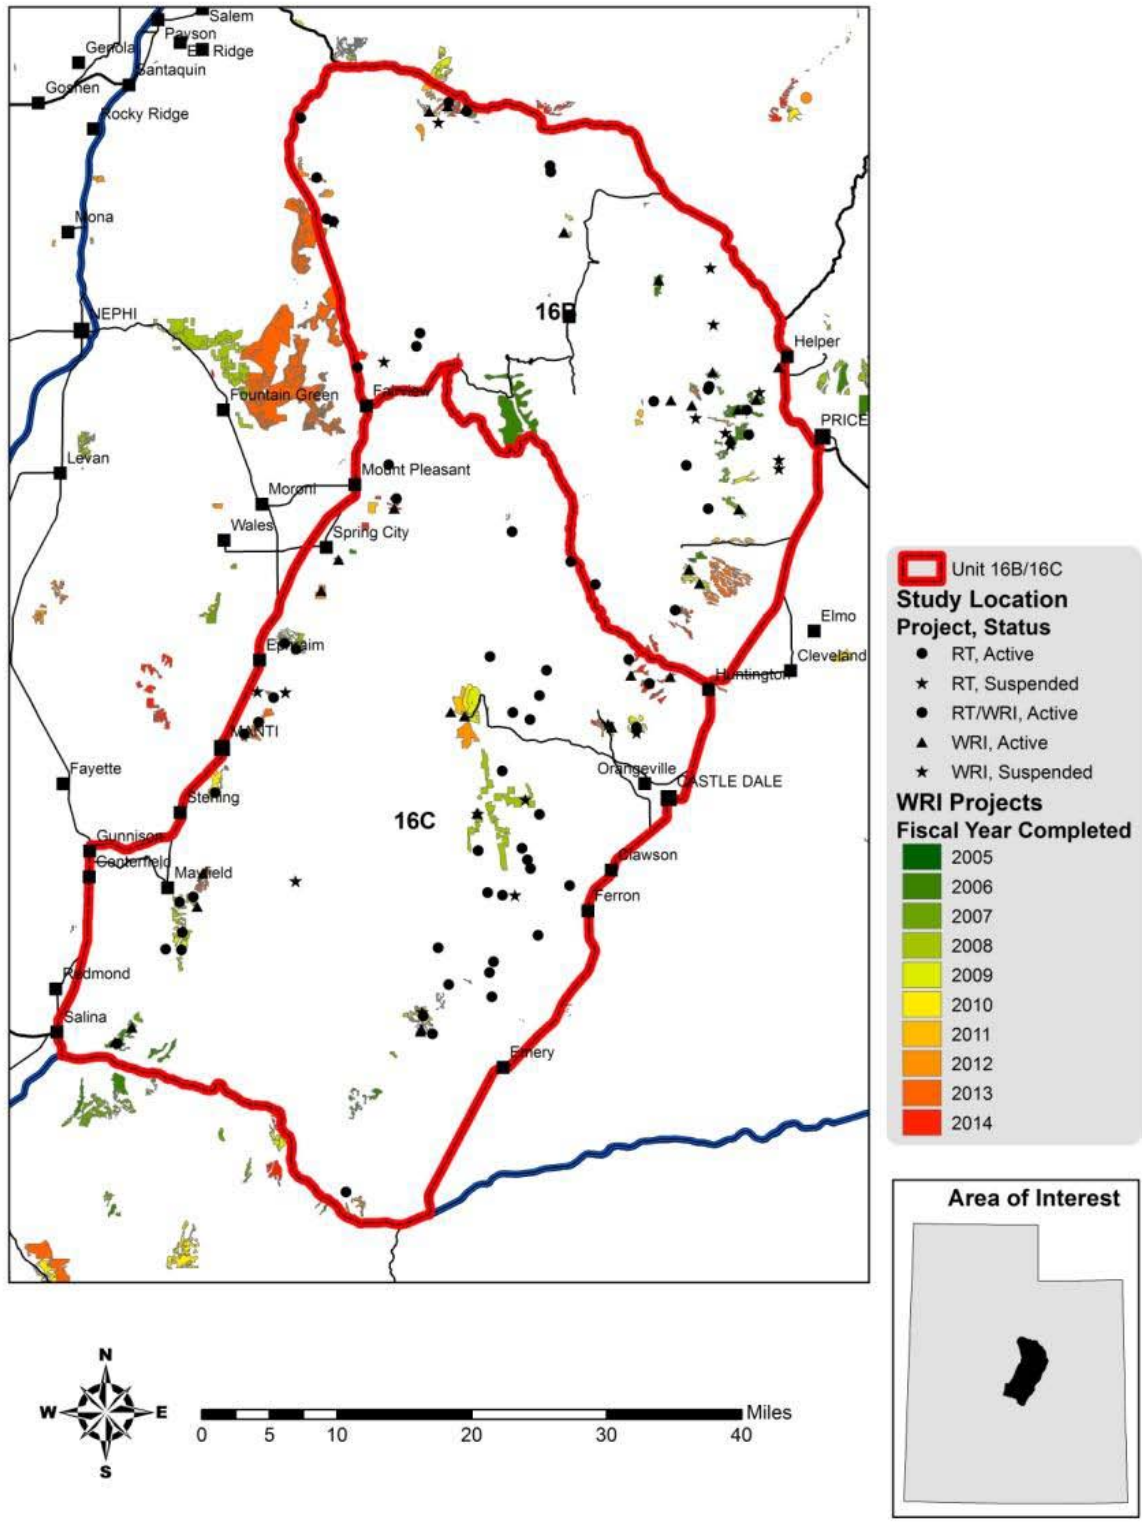 Salem
Payson
Genola
Elk Ridge
Santaquin
Goshen
Rocky Ridge
Mona
NEPHI
16B
Helper
Fountain Green
Fairview
PRICE
Levan
Mount Pleasant
Moroni
Wales
Spring City
Elmo
Ephraim
Cleveland
Huntington
MANTI
Fayette
Orangeville
CASTLE DALE
Sterling
16C
Gunnison
Centerfield
Clawson
Mayfield
Ferron
Redmond
Salina
Emery
Unit 16B/16C
Study Location
Project, Status
RT, Active
RT, Suspended
RT/WRI, Active
WRI, Active
WRI, Suspended
WRI Projects
Fiscal Year Completed
2005
2006
2007
2008
2009
2010
2011
2012
2013
2014
Area of Interest
N
W E
S
Miles
0 5 10 20 30 40